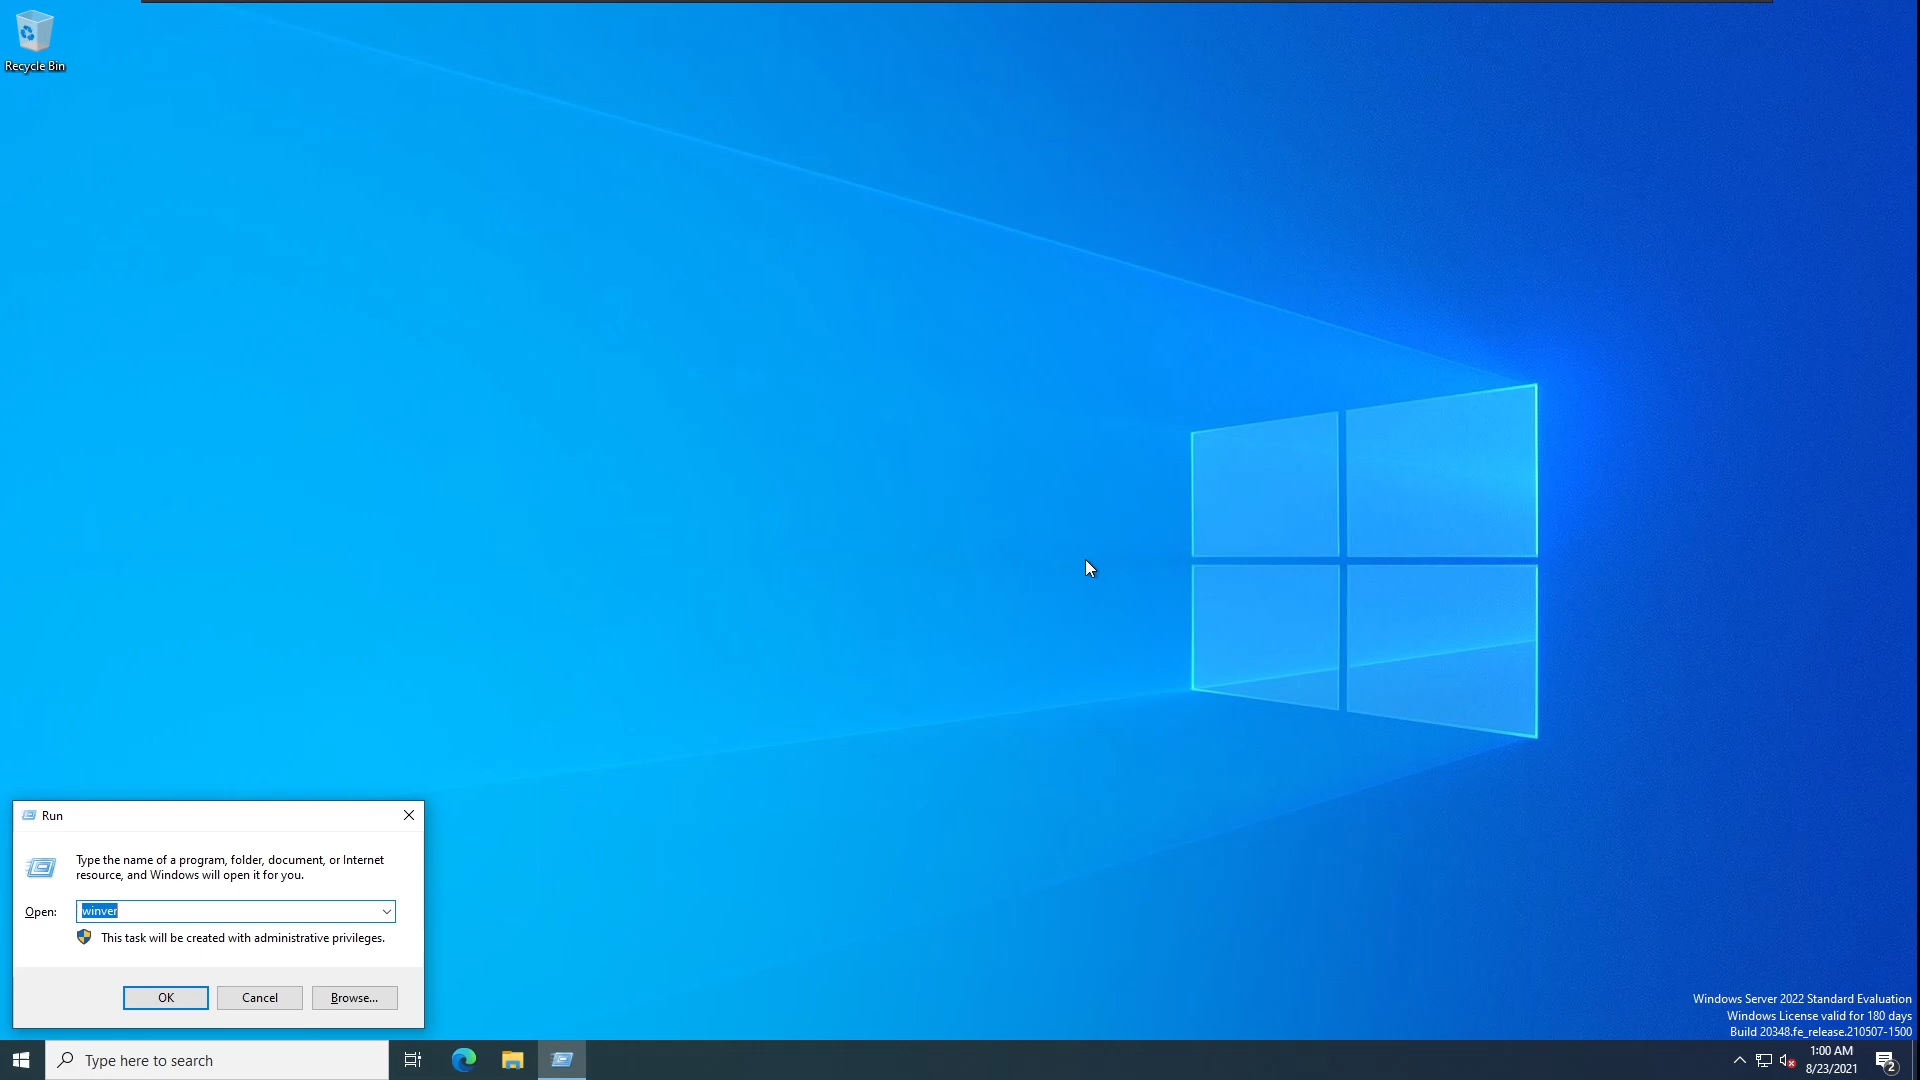 Recycle Bin
Run
Type the name of a program, folder, document, or Internet
resource, and Windows will open it for you.
Open:
winver
This task will be created with administrative privileges.
OK
Cancel
Browse...
Windows Server 2022 Standard Evaluation
Windows License valid for 180 days
Build 20348.fe_release.210507-1500
Type here to search
1:00 AM
8/23/2021
2